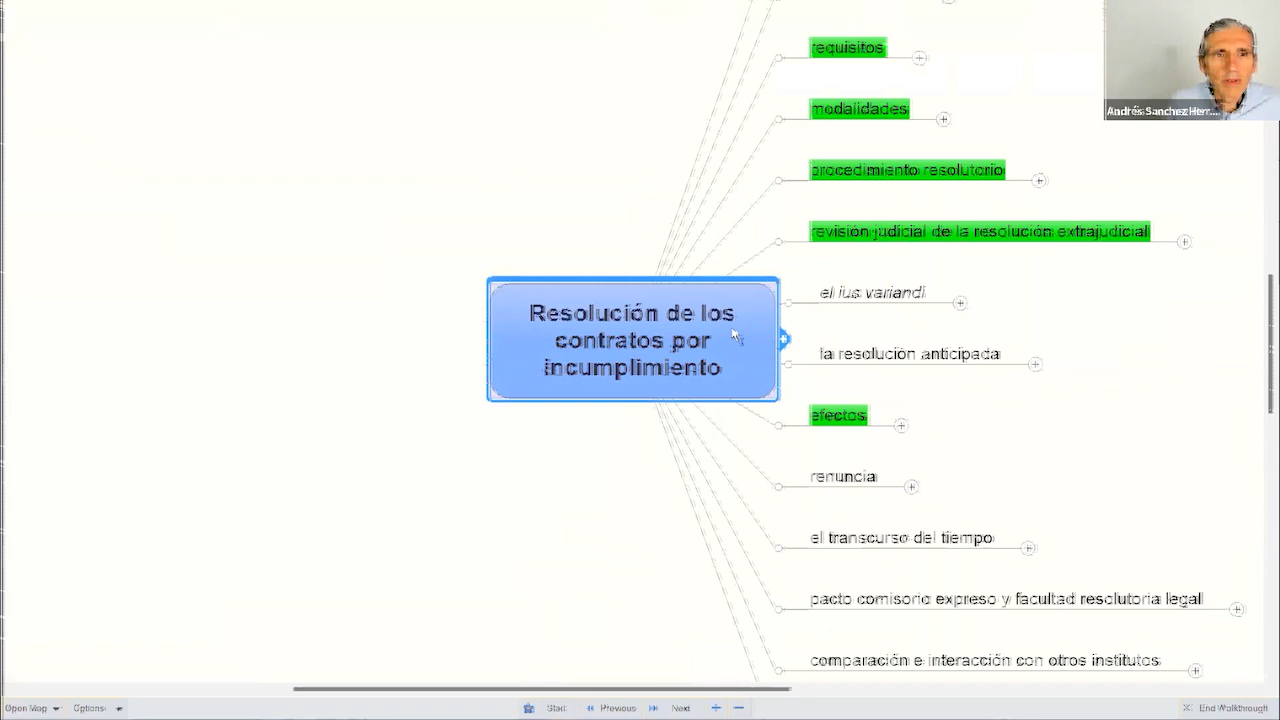 requisitos
Andrés Sanchez Herr...
modalidades
procedimiento resolutorio
revisión judicial de la resolución extrajudicial
el ius variandi
Resolución de los
contratos por
incumplimiento
la resolución anticipada
efectos
renuncia
el transcurso del tiempo
pacto comisorio expreso y facultad resolutoria legal
comparación e interacción con otros institutos
Open Map Options Start Previous Next End Walkthrough